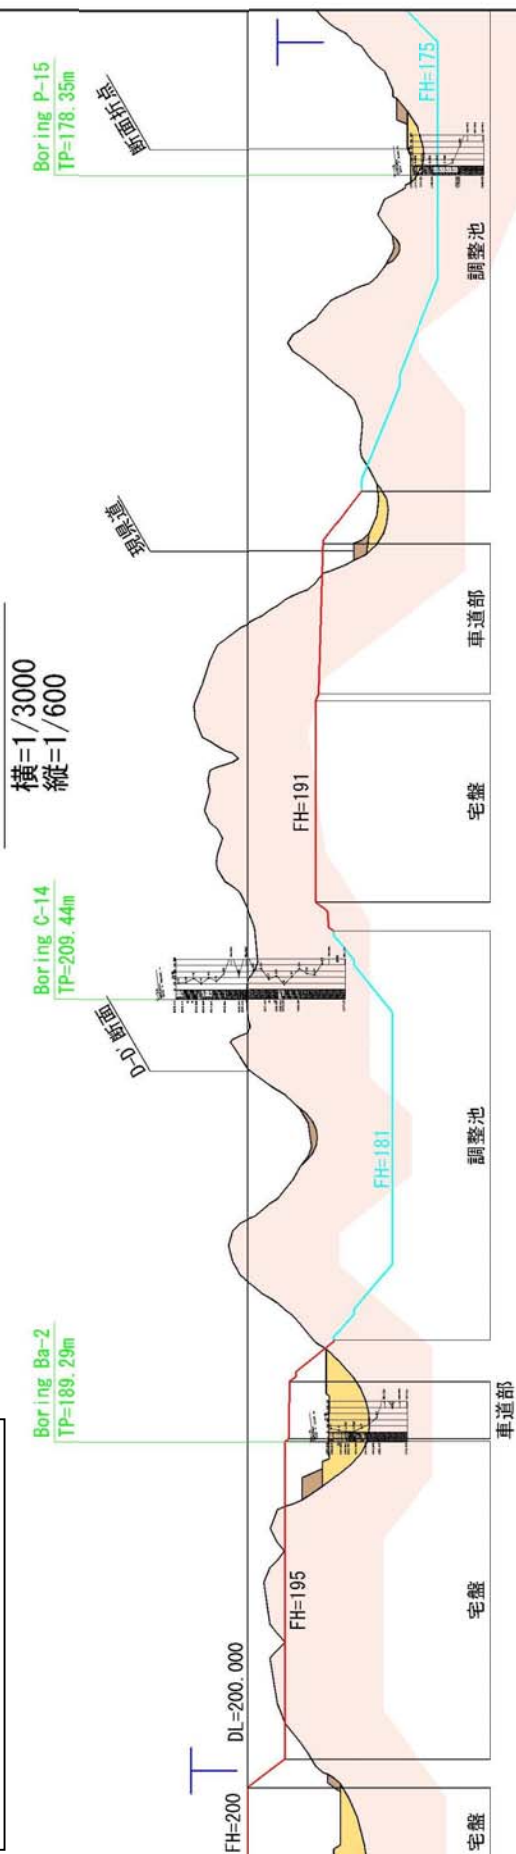 横=1/3000
縦=1/600
Boring Ba-2
TP=189.29m
Boring C-14
TP=209.44m
Boring P-15
TP=178.35m
D-D' 断面
現県道
断面折点
DL=200.000
FH=200
FH=195
FH=181
FH=191
FH=175
宅盤
宅盤
車道部
調整池
宅盤
車道部
調整池